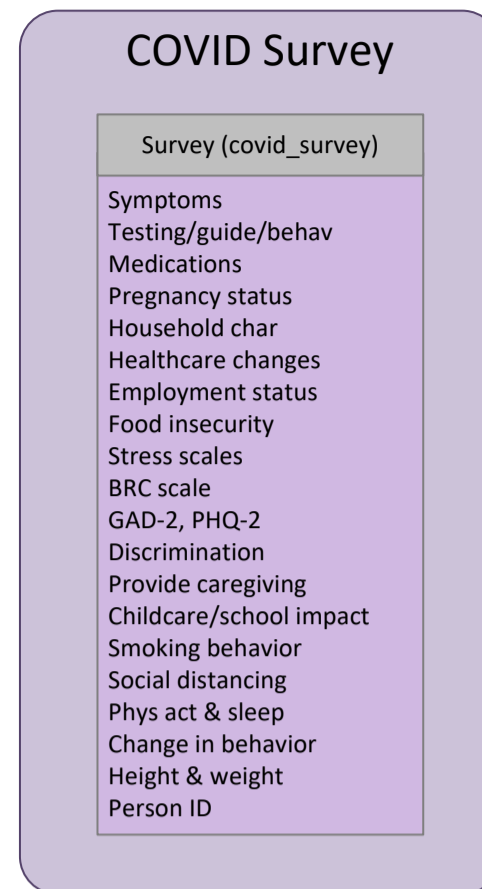 COVID Survey
Survey (covid_survey)
Symptoms
Testing/guide/behav
Medications
Pregnancy status
Household char
Healthcare changes
Employment status
Food insecurity
Stress scales
BRC scale
GAD-2, PHQ-2
Discrimination
Provide caregiving
Childcare/school impact
Smoking behavior
Social distancing
Phys act & sleep
Change in behavior
Height & weight
Person ID